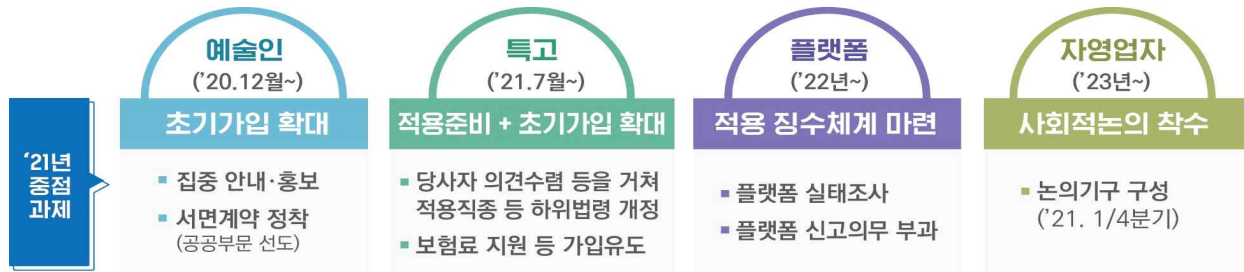 예술인
('20.12월~)
초기가입 확대
▪ 집중 안내·홍보
▪ 서면계약 정착
(공공부문 선도)
특고
('21.7월~)
적용준비 + 초기가입 확대
▪ 당사자 의견수렴 등을 거쳐
적용직종 등 하위법령 개정
▪ 보험료 지원 등 가입유도
플랫폼
('22년~)
적용 징수체계 마련
▪ 플랫폼 실태조사
▪ 플랫폼 신고의무 부과
자영업자
('23년~)
사회적논의 착수
▪ 논의기구 구성
('21. 1/4분기)
'21년
중점
과제